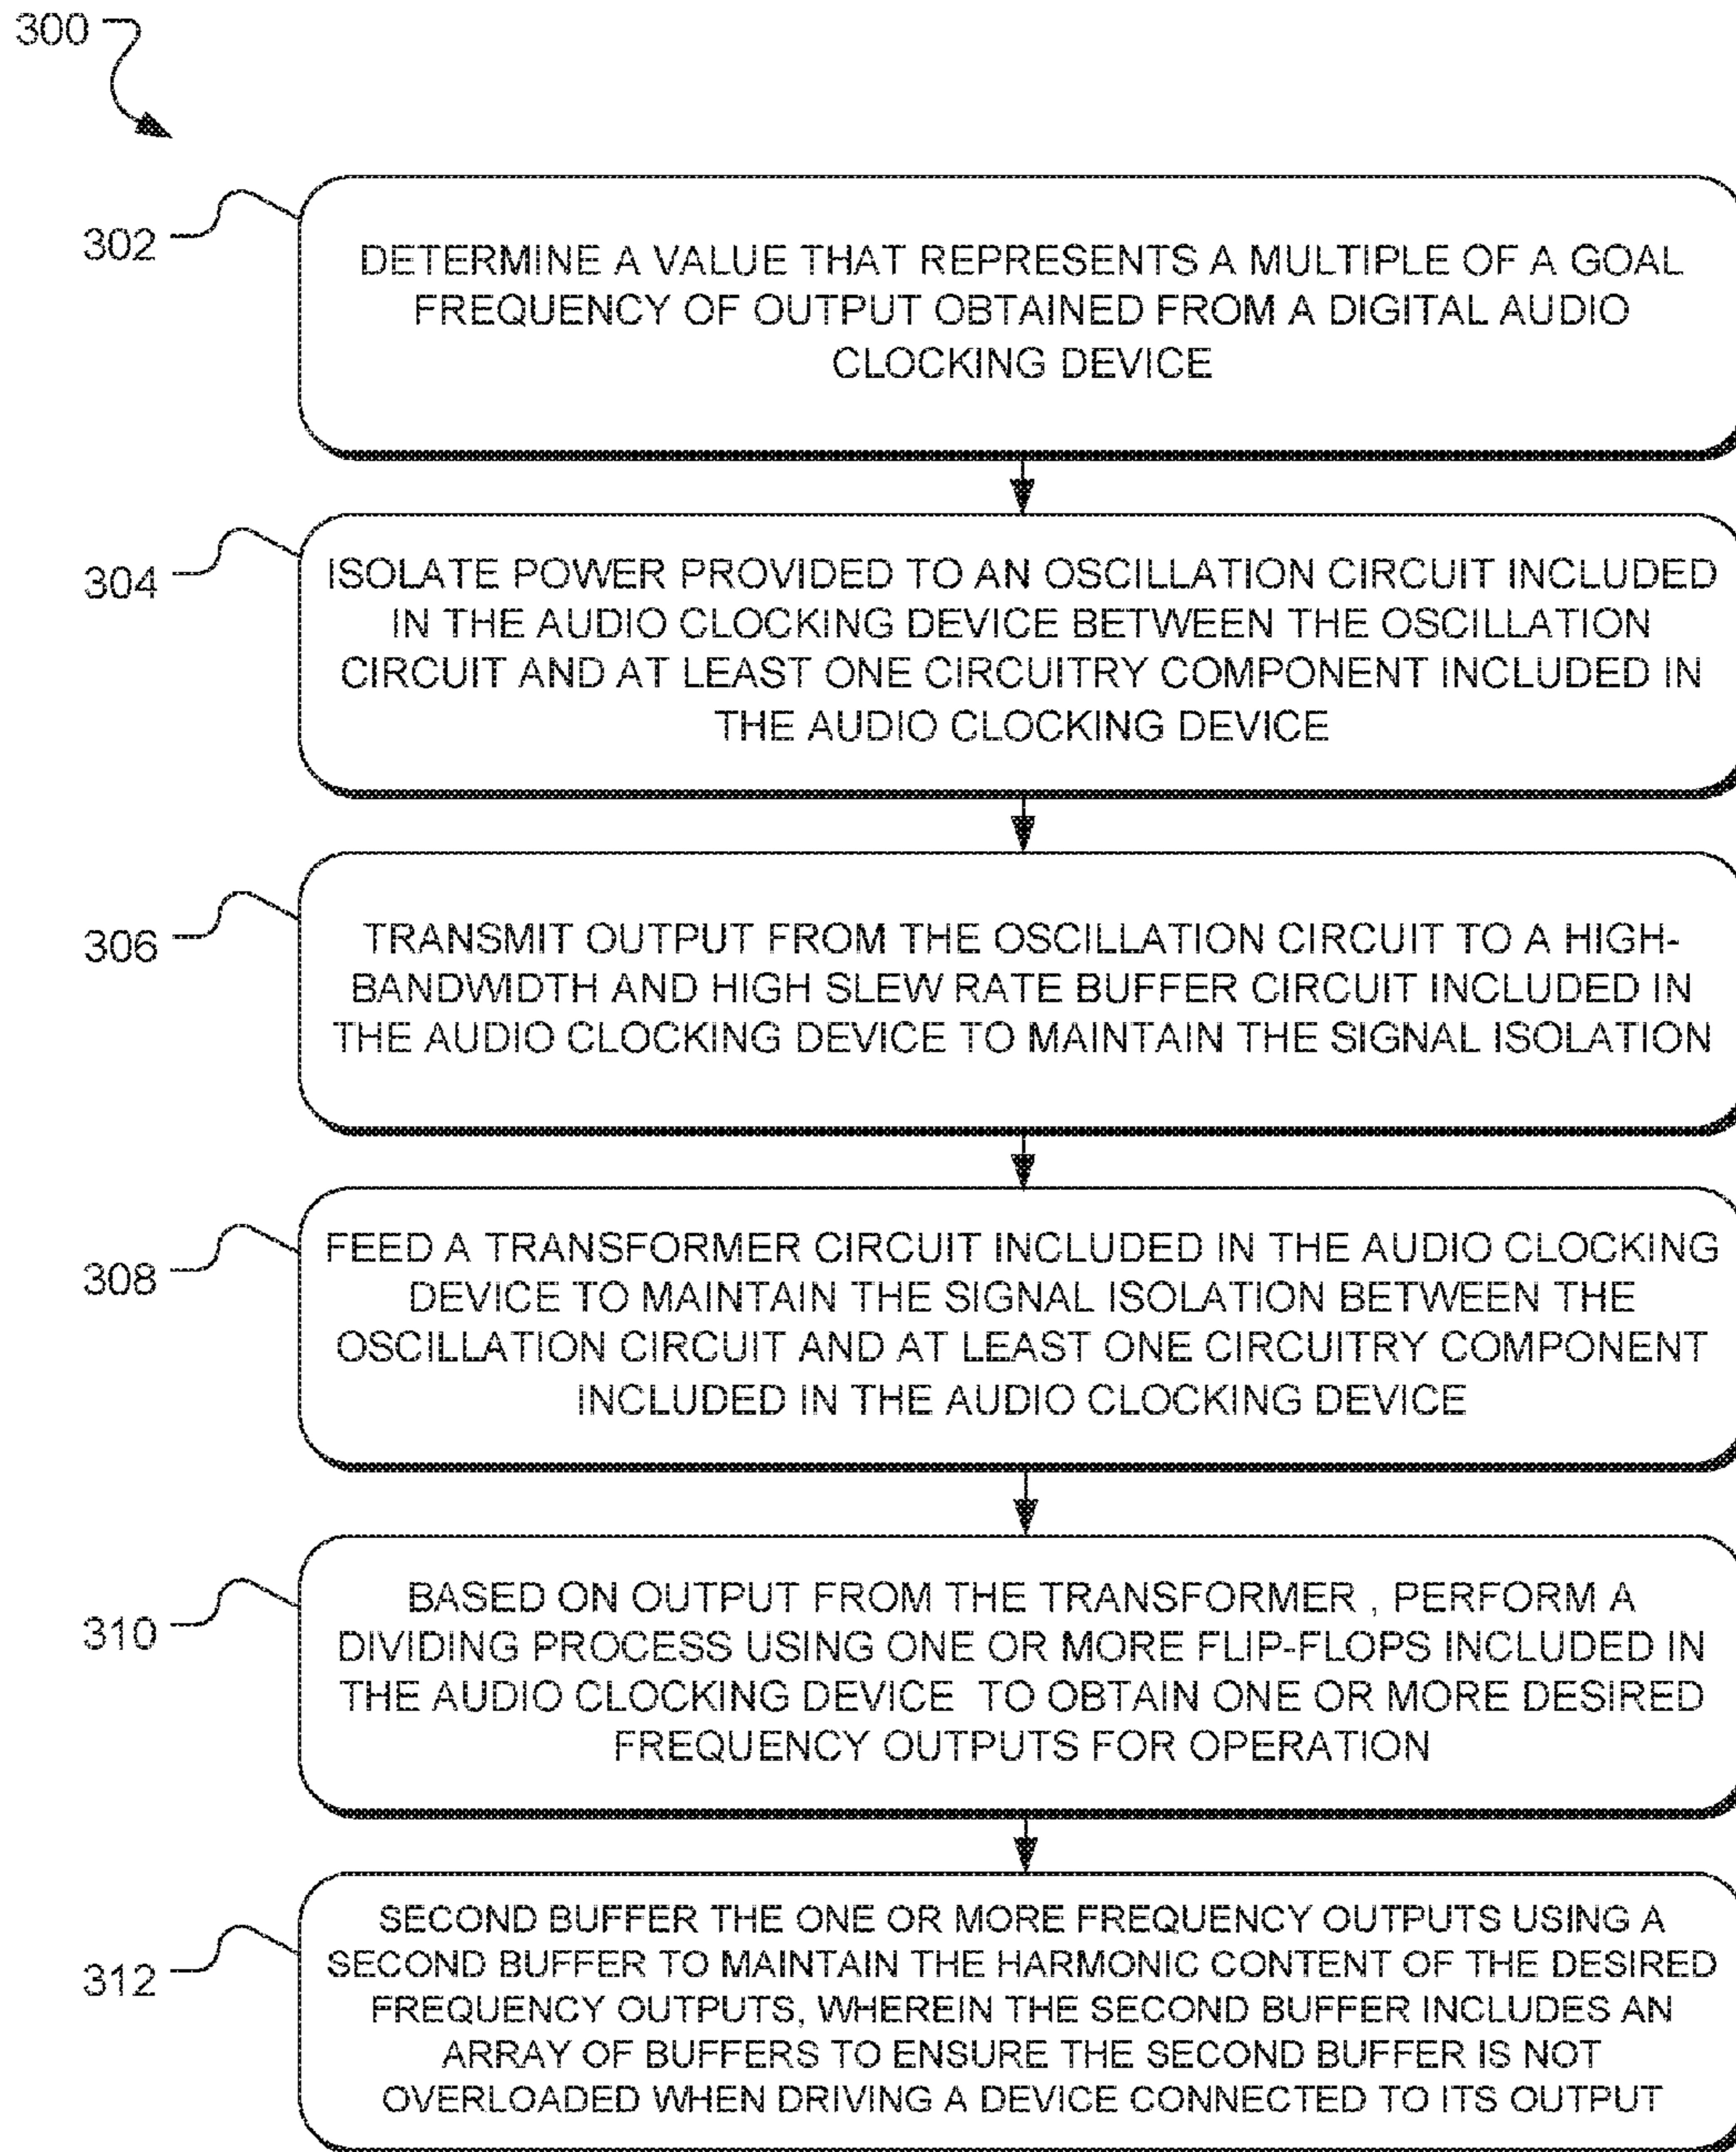 300
302
DETERMINE A VALUE THAT REPRESENTS A MULTIPLE OF A GOAL
FREQUENCY OF OUTPUT OBTAINED FROM A DIGITAL AUDIO
CLOCKING DEVICE
304
ISOLATE POWER PROVIDED TO AN OSCILLATION CIRCUIT INCLUDED
IN THE AUDIO CLOCKING DEVICE BETWEEN THE OSCILLATION
CIRCUIT AND AT LEAST ONE CIRCUITRY COMPONENT INCLUDED IN
THE AUDIO CLOCKING DEVICE
306
TRANSMIT OUTPUT FROM THE OSCILLATION CIRCUIT TO A HIGH-
BANDWIDTH AND HIGH SLEW RATE BUFFER CIRCUIT INCLUDED IN
THE AUDIO CLOCKING DEVICE TO MAINTAIN THE SIGNAL ISOLATION
308
FEED A TRANSFORMER CIRCUIT INCLUDED IN THE AUDIO CLOCKING
DEVICE TO MAINTAIN THE SIGNAL ISOLATION BETWEEN THE
OSCILLATION CIRCUIT AND AT LEAST ONE CIRCUITRY COMPONENT
INCLUDED IN THE AUDIO CLOCKING DEVICE
310
BASED ON OUTPUT FROM THE TRANSFORMER , PERFORM A
DIVIDING PROCESS USING ONE OR MORE FLIP-FLOPS INCLUDED IN
THE AUDIO CLOCKING DEVICE  TO OBTAIN ONE OR MORE DESIRED
FREQUENCY OUTPUTS FOR OPERATION
312
SECOND BUFFER THE ONE OR MORE FREQUENCY OUTPUTS USING A
SECOND BUFFER TO MAINTAIN THE HARMONIC CONTENT OF THE DESIRED
FREQUENCY OUTPUTS, WHEREIN THE SECOND BUFFER INCLUDES AN
ARRAY OF BUFFERS TO ENSURE THE SECOND BUFFER IS NOT
OVERLOADED WHEN DRIVING A DEVICE CONNECTED TO ITS OUTPUT